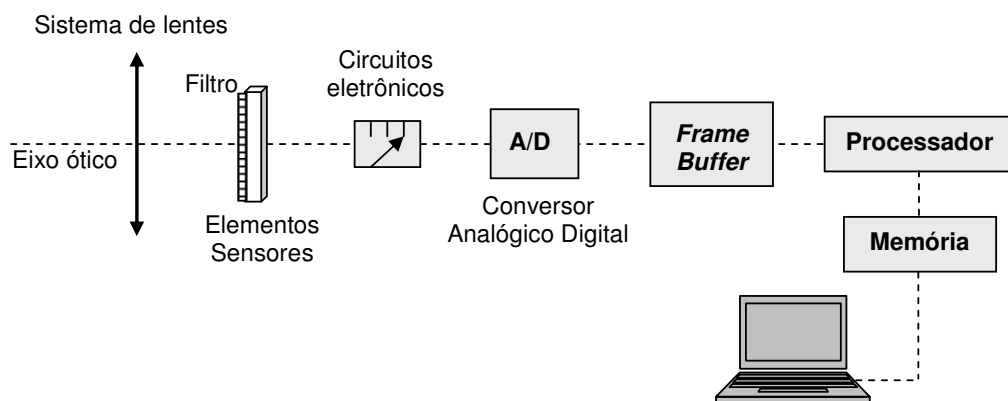 Sistema de lentes
Filtro
Circuitos
eletrônicos
Eixo ótico
Elementos
Sensores
A/D
Conversor
Analógico Digital
Frame
Buffer
Processador
Memória